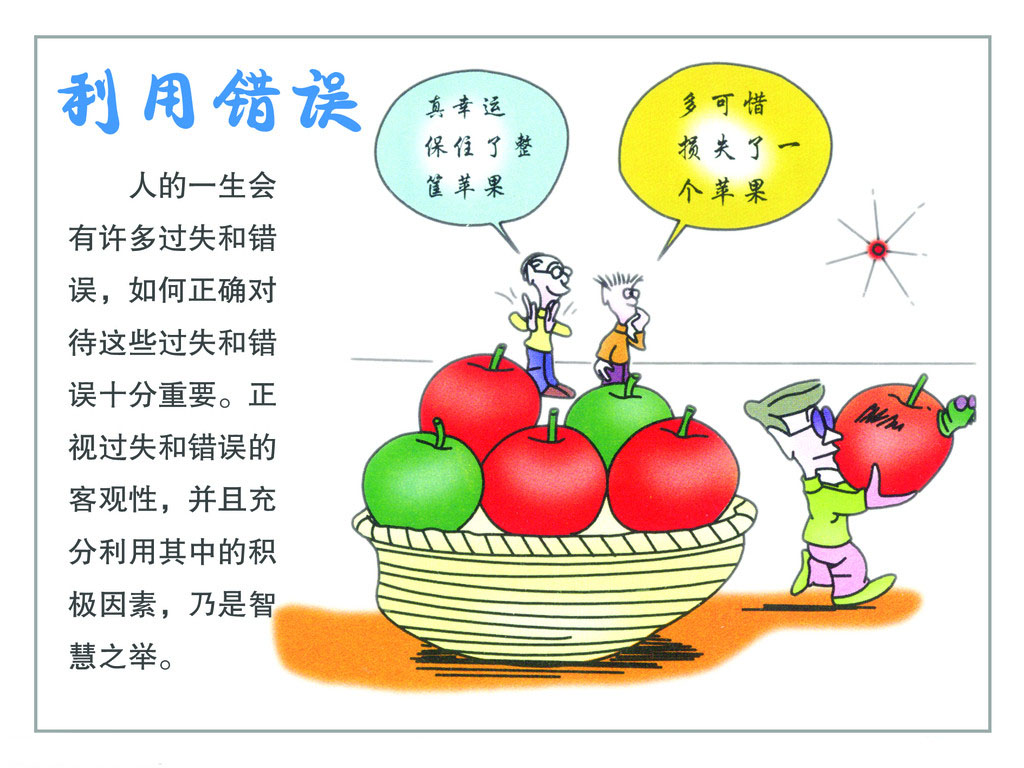 利用错误
人的一生会
有许多过失和错
误，如何正确对
待这些过失和错
误十分重要。正
视过失和错误的
客观性，并且充
分利用其中的积
极因素，乃是智
慧之举。
真幸运
保住了整
筐苹果
多可惜
损失了一
个苹果